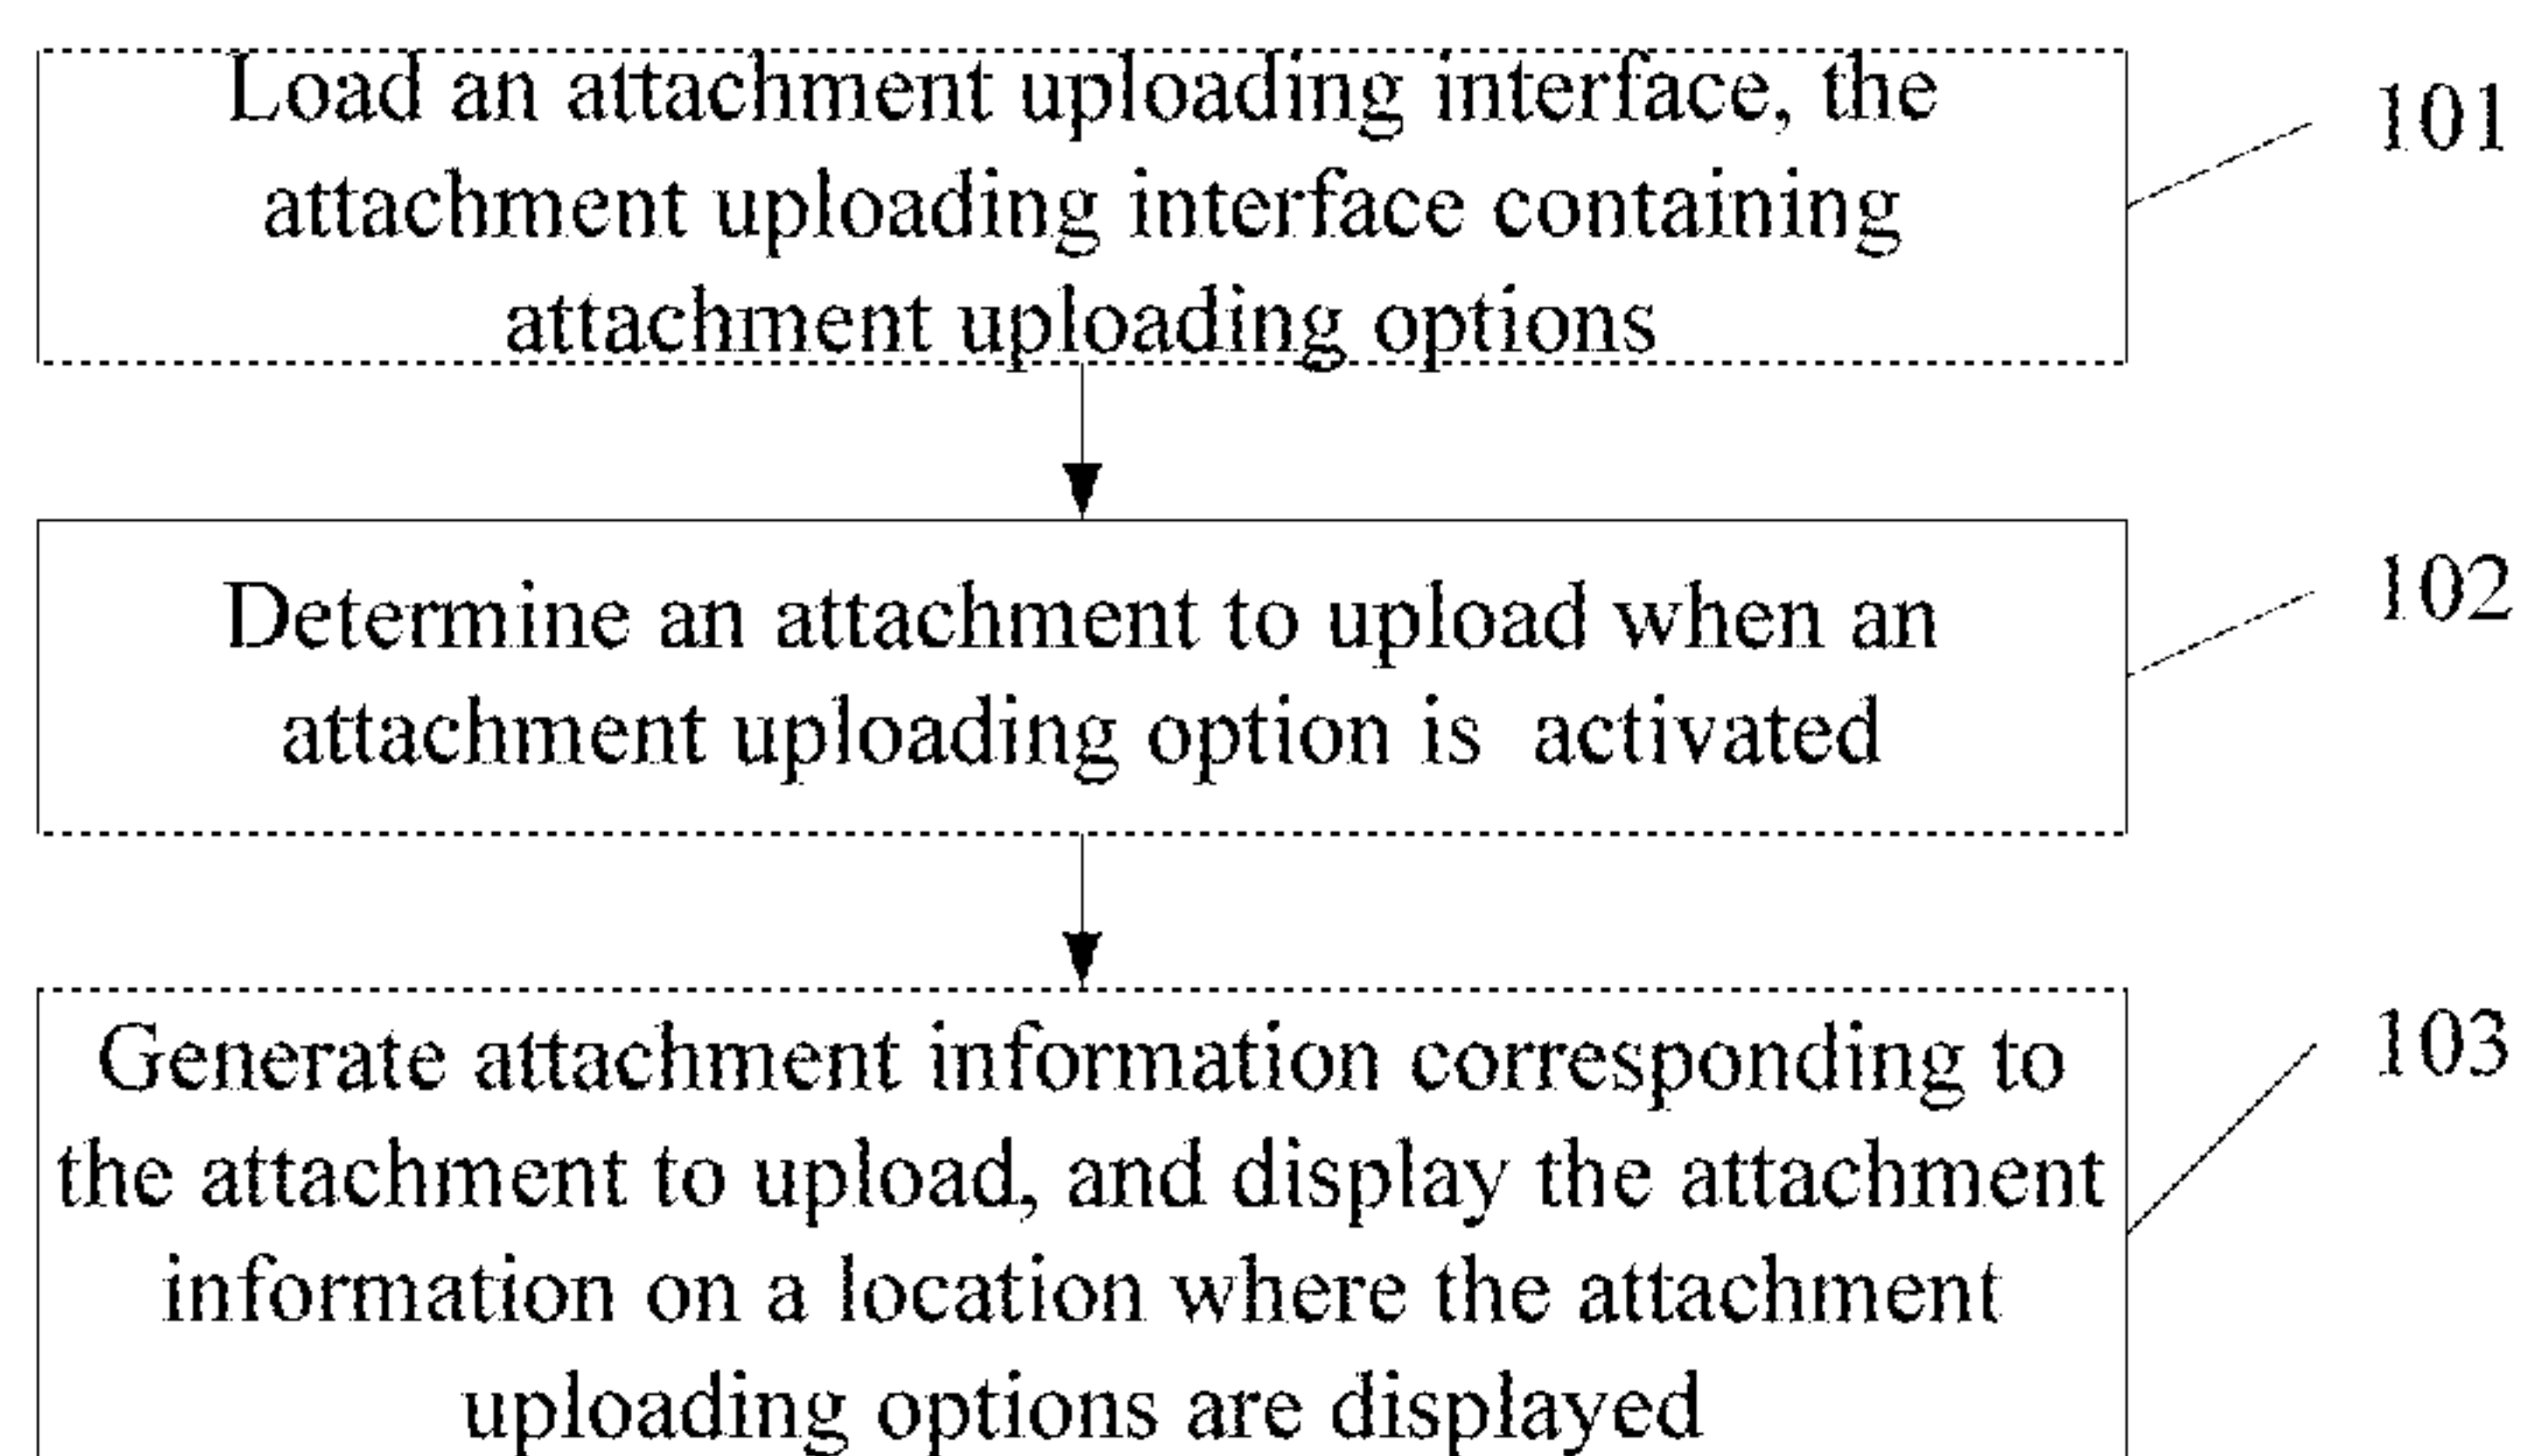 Load an attachment uploading interface, the
attachment uploading interface containing
attachment uploading options
101
Determine an attachment to upload when an
attachment uploading option is activated
102
Generate attachment information corresponding to
the attachment to upload, and display the attachment
information on a location where the attachment
uploading options are displayed
103